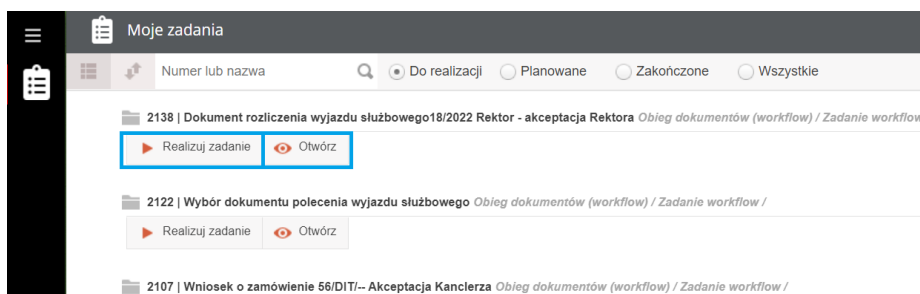 Moje zadania
Numer lub nazwa Do realizacji Planowane Zakończone Wszystkie
2138 | Dokument rozliczenia wyjazdu służbowego18/2022 Rektor - akceptacja Rektora Obieg dokumentów (workflow) / Zadanie workflow
Realizuj zadanie Otwórz
2122 | Wybór dokumentu polecenia wyjazdu służbowego Obieg dokumentów (workflow) / Zadanie workflow /
Realizuj zadanie Otwórz
2107 | Wniosek o zamówienie 56/DIT/-- Akceptacja Kanclerza Obieg dokumentów (workflow) / Zadanie workflow /